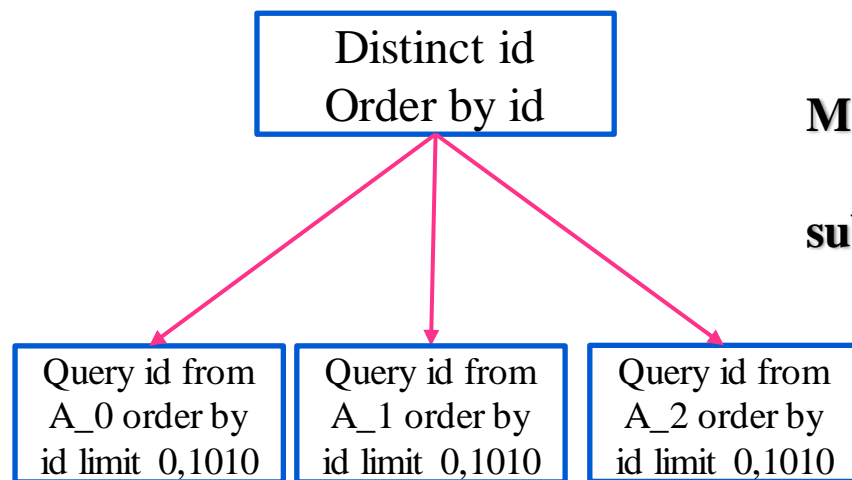 Distinct id
Order by id
Query id from
A_0 order by
id limit 0,1010
Query id from
A_1 order by
id limit 0,1010
Query id from
A_2 order by
id limit 0,1010